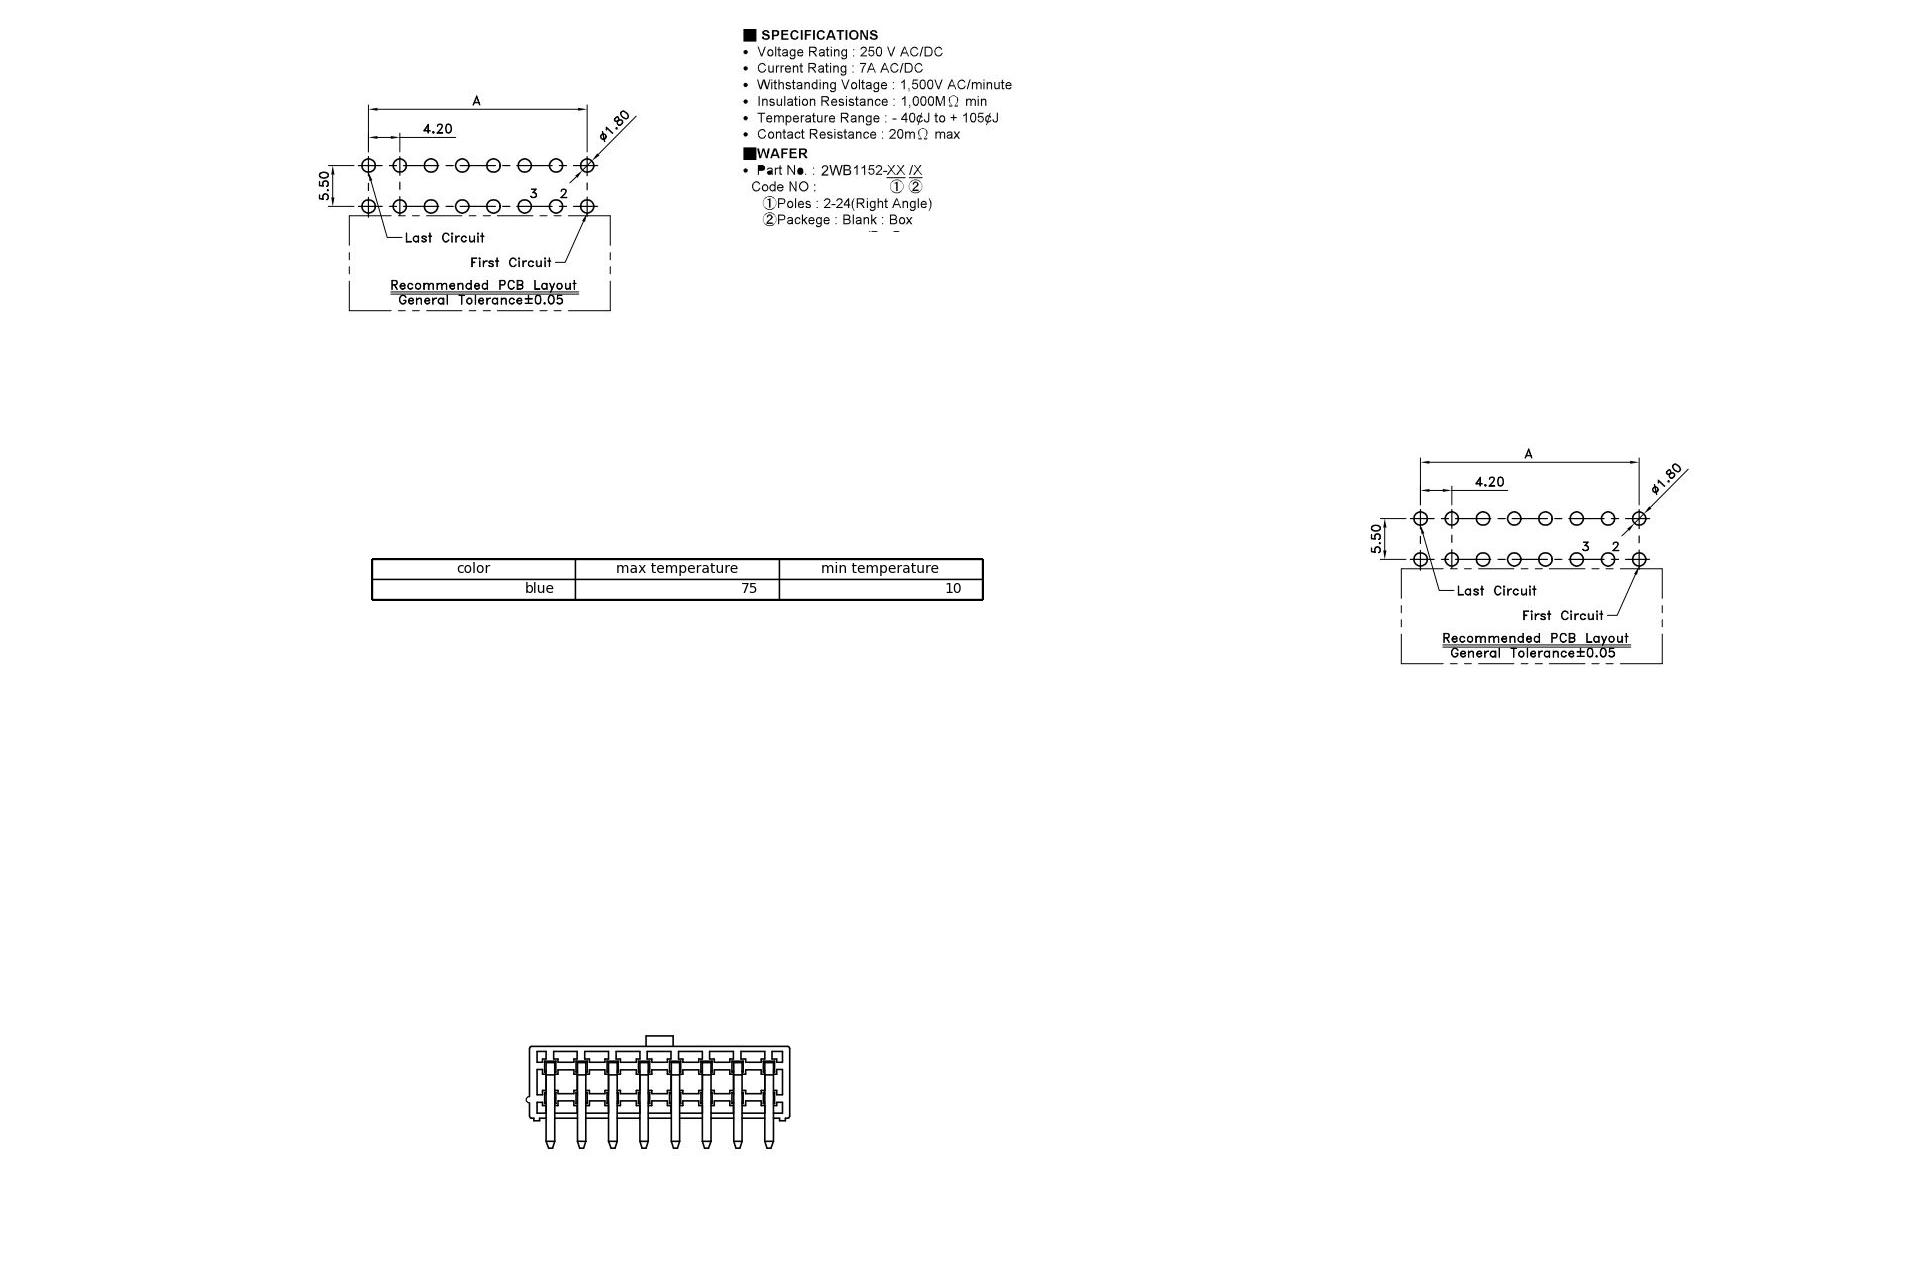 ■ SPECIFICATIONS
• Voltage Rating : 250 V AC/DC
• Current Rating : 7A AC/DC
• Withstanding Voltage : 1,500V AC/minute
• Insulation Resistance : 1,000MΩ min
• Temperature Range : - 40¢J to + 105¢J
• Contact Resistance : 20mΩ max
■WAFER
• Part No. : 2WB1152-XX /X
Code NO : ① ②
①Poles : 2-24(Right Angle)
②Packege : Blank : Box
A
4.20
ø1.80
5.50
3 2
Last Circuit
First Circuit
Recommended PCB Layout
General Tolerance±0.05
A
4.20
ø1.80
5.50
3 2
Last Circuit
First Circuit
Recommended PCB Layout
General Tolerance±0.05
color max temperature min temperature
blue 75 10